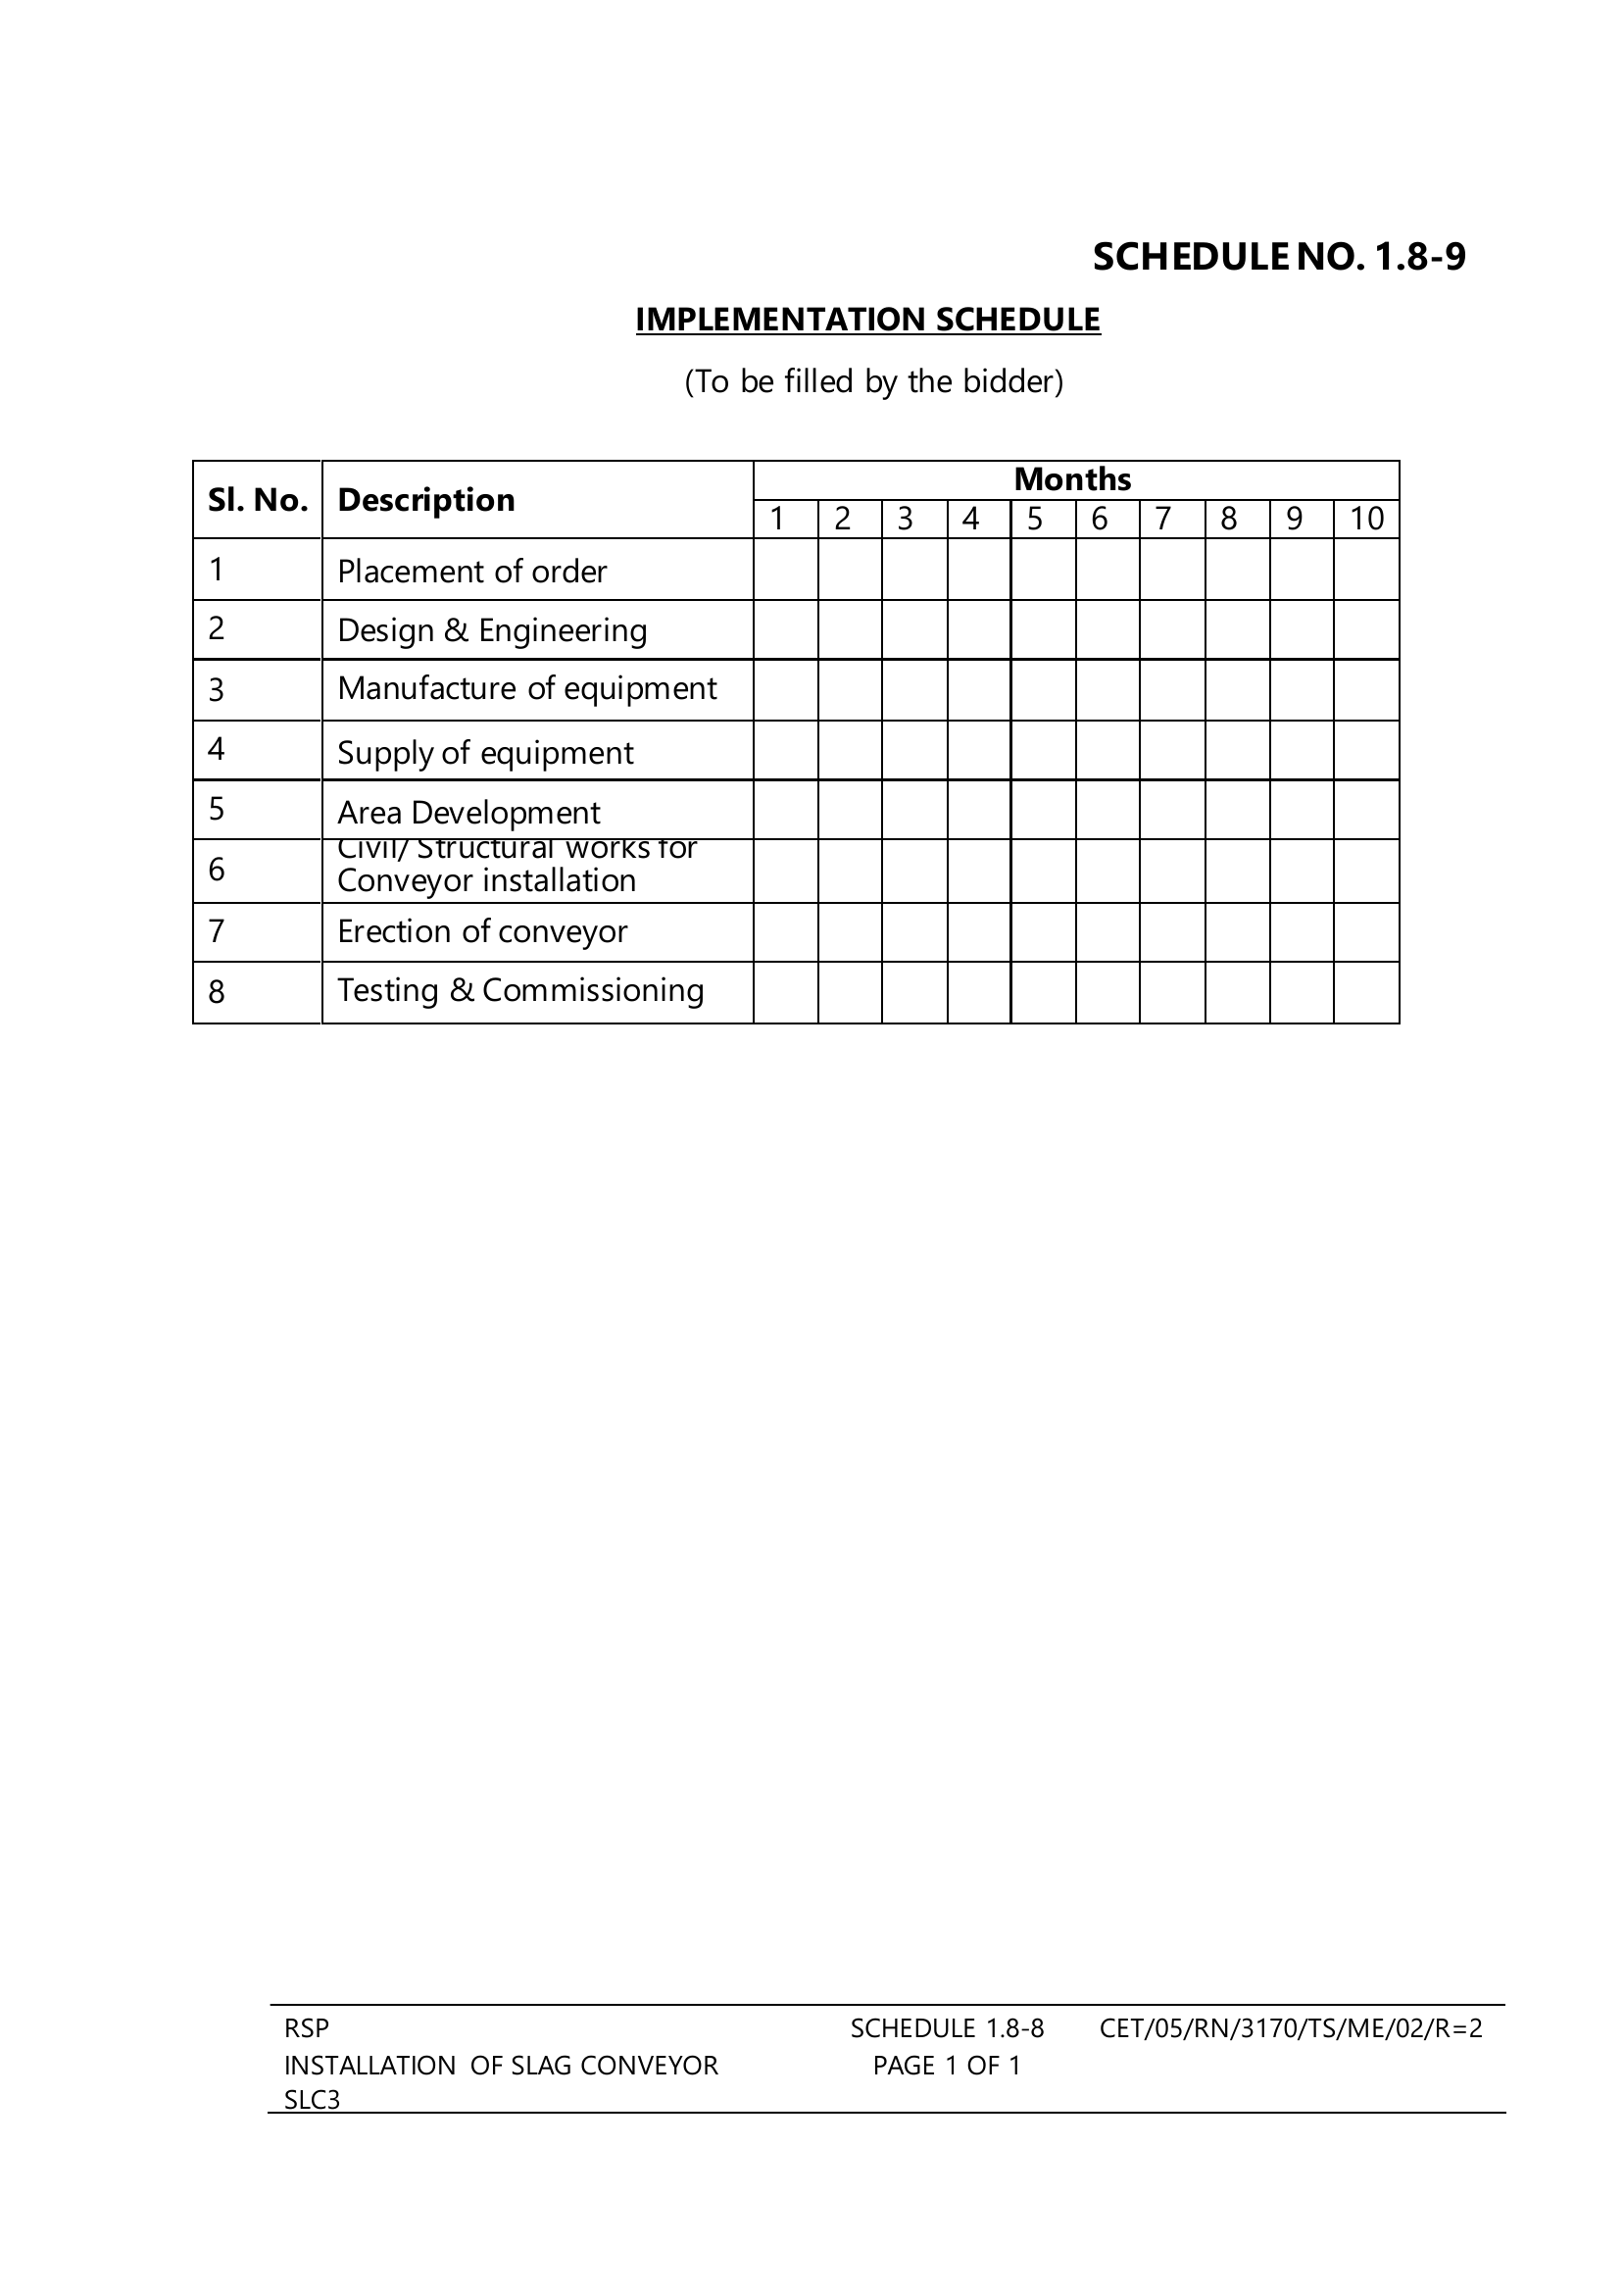 SCHEDULE NO. 1.8-9
IMPLEMENTATION SCHEDULE
(To be filled by the bidder)
Sl. No. Description Months
1 2 3 4 5 6 7 8 9 10
1 Placement of order
2 Design & Engineering
3 Manufacture of equipment
4 Supply of equipment
5 Area Development
6 Civil/ Structural works for
Conveyor installation
7 Erection of conveyor
8 Testing & Commissioning
RSP SCHEDULE 1.8-8 CET/05/RN/3170/TS/ME/02/R=2
INSTALLATION OF SLAG CONVEYOR PAGE 1 OF 1
SLC3